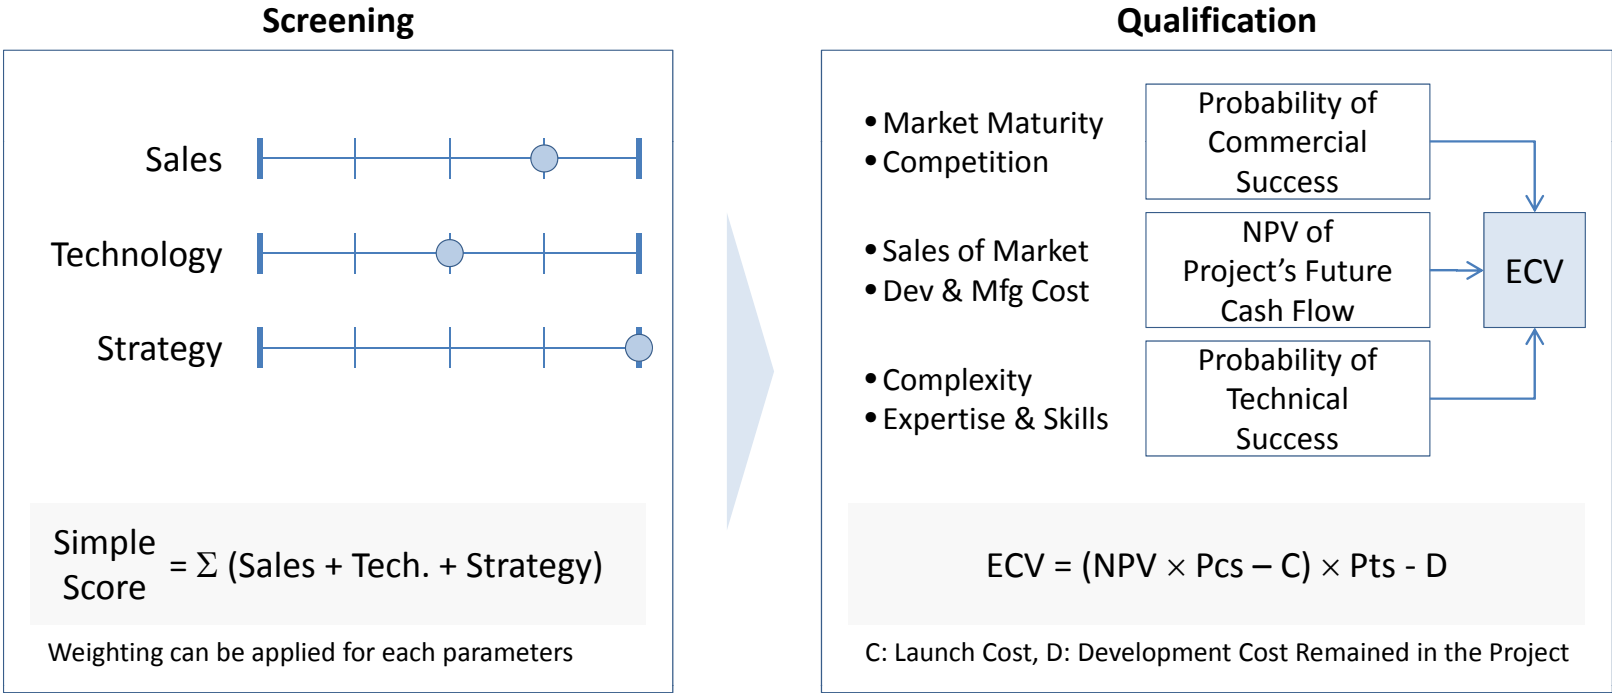 Screening
Sales
Technology
Strategy
Simple
Score
= Σ (Sales + Tech. + Strategy)
Weighting can be applied for each parameters
Qualification
• Market Maturity
• Competition
Probability of
Commercial
Success
• Sales of Market
• Dev & Mfg Cost
NPV of
Project’s Future
Cash Flow
ECV
• Complexity
• Expertise & Skills
Probability of
Technical
Success
ECV = (NPV × Pcs – C) × Pts - D
C: Launch Cost, D: Development Cost Remained in the Project